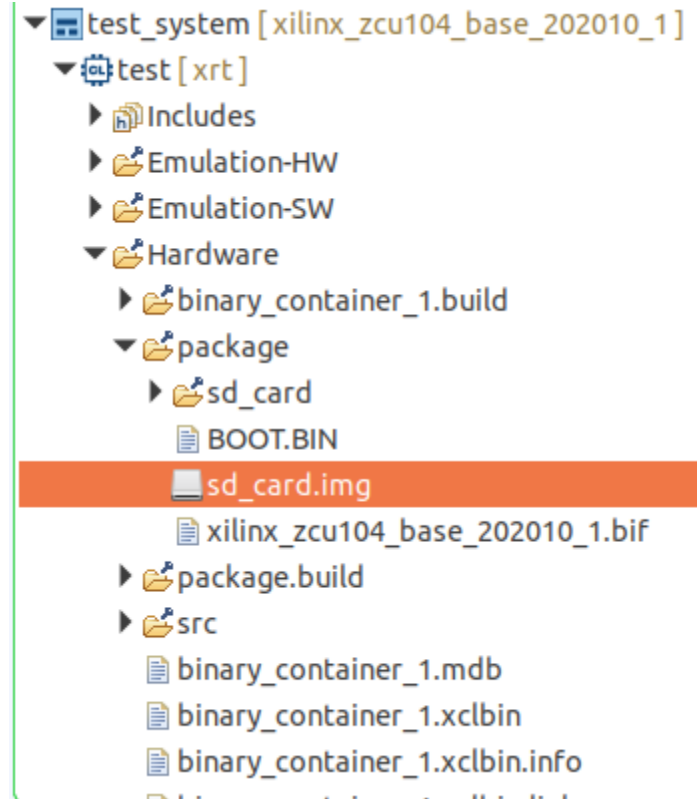 test_system [ xilinx_zcu104_base_202010_1 ]
test [ xrt ]
Includes
Emulation-HW
Emulation-SW
Hardware
binary_container_1.build
package
sd_card
BOOT.BIN
sd_card.img
xilinx_zcu104_base_202010_1.bif
package.build
src
binary_container_1.mdb
binary_container_1.xclbin
binary_container_1.xclbin.info